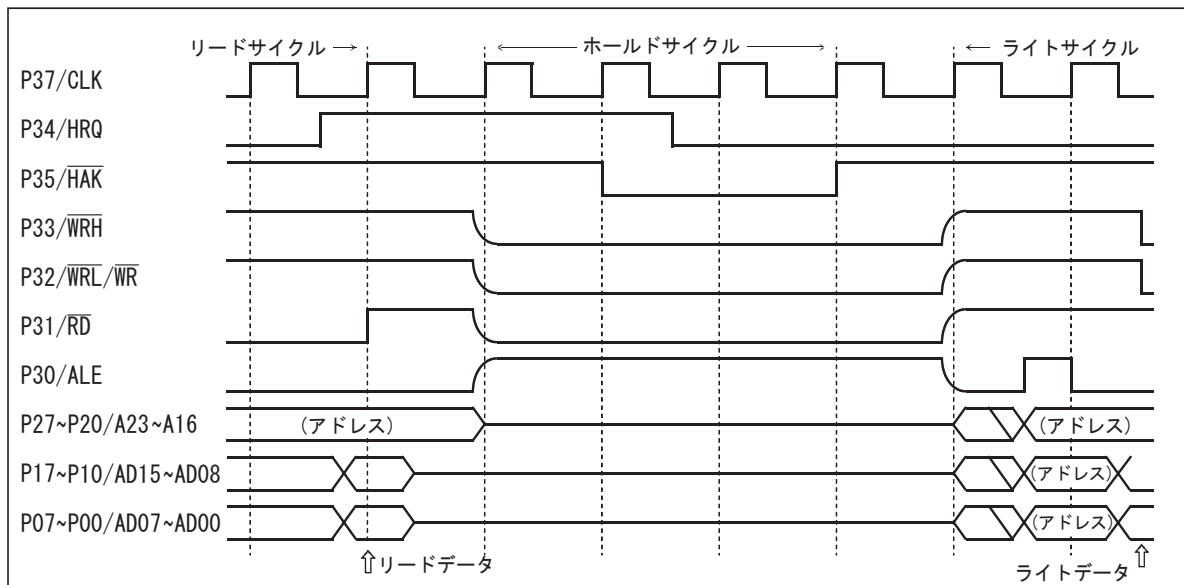 リードサイクル → ← ホールドサイクル → ← ライトサイクル
P37/CLK
P34/HRQ
P35/HAK
P33/WRH
P32/WRL/WR
P31/RD
P30/ALE
P27~P20/A23~A16 (アドレス) (アドレス)
P17~P10/AD15~AD08 (アドレス)
P07~P00/AD07~AD00 (アドレス)
⇧リードデータ ライトデータ⇧